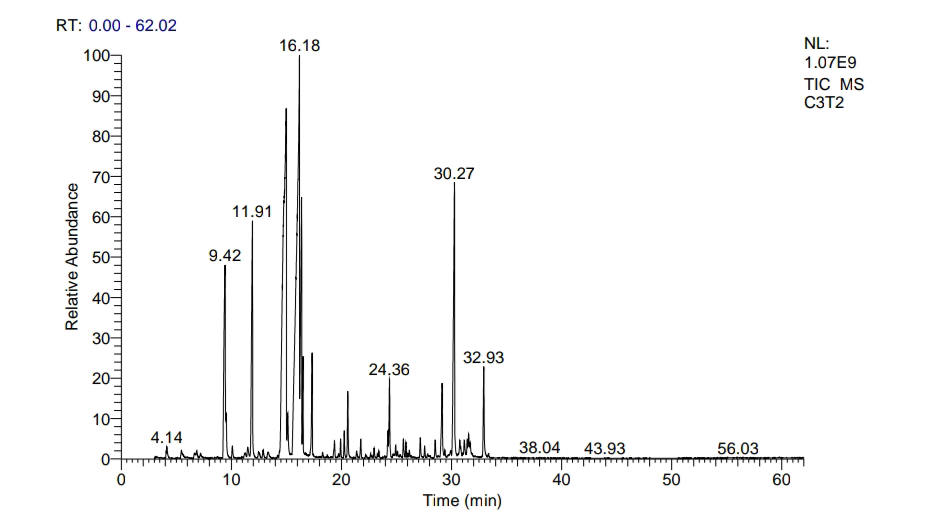 RT: 0.00 - 62.02
NL:
1.07E9
TIC MS
C3T2
16.18
30.27
11.91
9.42
32.93
24.36
4.14
38.04
43.93
56.03
100
90
80
70
60
50
40
30
20
10
0
Relative Abundance
0 10 20 30 40 50 60
Time (min)